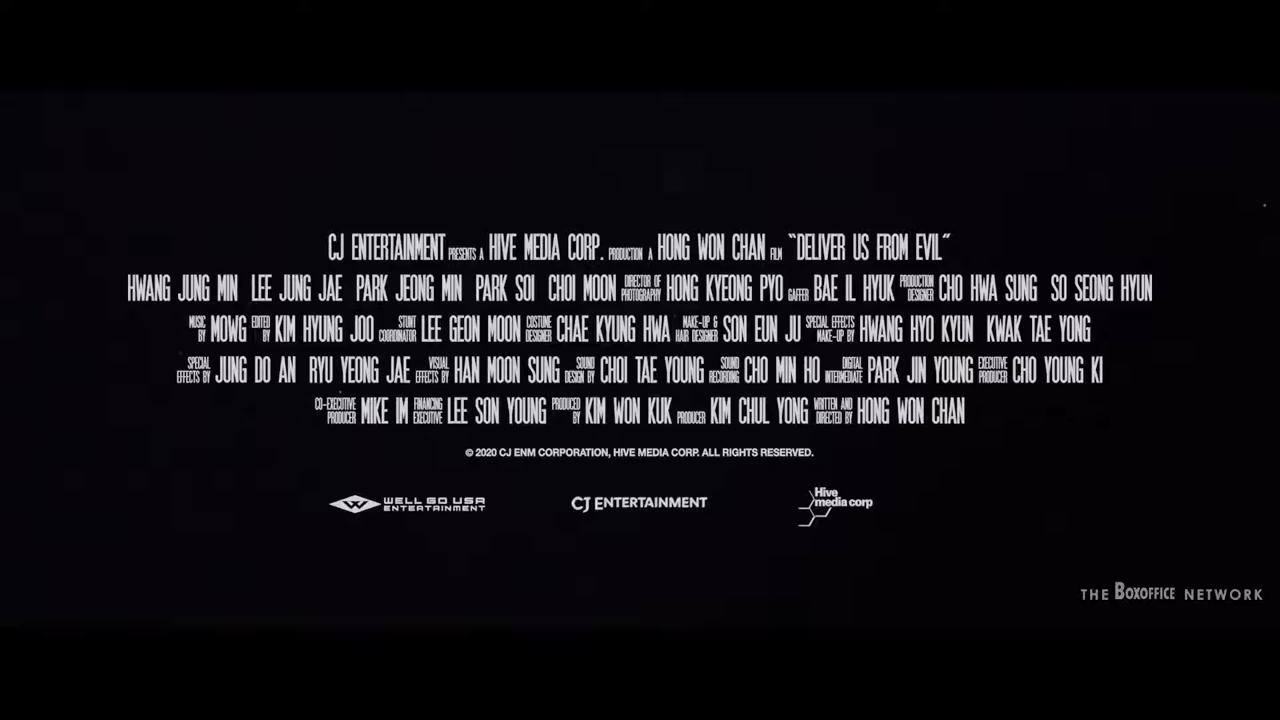 CJ ENTERTAINMENT PRESENTS A HIVE MEDIA CORP. PRODUCTION A HONG WON CHAN FILM "DELIVER US FROM EVIL"
HWANG JUNG MIN LEE JUNG JAE PARK JEONG MIN PARK SOI CHOI MOON DIRECTOR OF PHOTOGRAPHY HONG KYEONG PYO GAFFER BAE IL HYUK PRODUCTION DESIGNER CHO HWA SUNG SO SEONG HYUN
MUSIC BY MOWG EDITED BY KIM HYUNG JOO STUNT COORDINATOR LEE GEON MOON COSTUME DESIGNER CHAE KYUNG HWA MAKE-UP & HAIR DESIGNER SON EUN JU SPECIAL EFFECTS MAKE-UP BY HWANG HYO KYUN KWAK TAE YONG
SPECIAL EFFECTS BY JUNG DO AN RYU YEONG JAE VISUAL EFFECTS BY HAN MOON SUNG SOUND DESIGN BY CHOI TAE YOUNG SOUND RECORDING CHO MIN HO DIGITAL INTERMEDIATE PARK JIN YOUNG EXECUTIVE PRODUCER CHO YOUNG KI
CO-EXECUTIVE PRODUCER MIKE IM FINANCING EXECUTIVE LEE SON YOUNG PRODUCED BY KIM WON KUK PRODUCER KIM CHUL YONG WRITTEN AND DIRECTED BY HONG WON CHAN
© 2020 CJ ENM CORPORATION, HIVE MEDIA CORP. ALL RIGHTS RESERVED.
WELL GO USA ENTERTAINMENT
CJ ENTERTAINMENT
Hive media corp
THE BOXOFFICE NETWORK